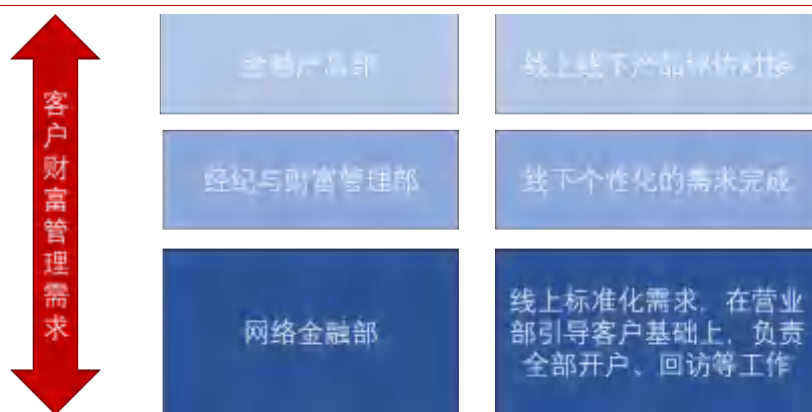 客户财富管理需求
金融产品部
线上线下产品评估对接
经纪与财富管理部
线下个性化的需求完成
网络金融部
线上标准化需求，在营业
部引导客户基础上，负责
全部开户、回访等工作